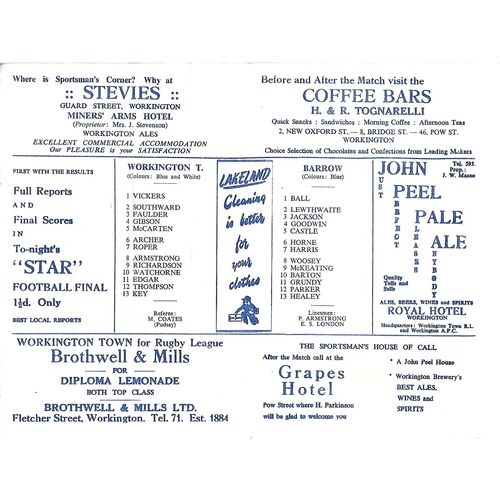 Where is Sportsman's Corner? Why at
:: STEVIES ::
GUARD STREET, WORKINGTON
MINERS' ARMS HOTEL
(Proprietor: Mrs. J. Stevenson)
WORKINGTON ALES
EXCELLENT COMMERCIAL ACCOMMODATION
Our PLEASURE is your SATISFACTION
Before and After the Match visit the
COFFEE BARS
H. & R. TOGNARELLI
Quick Snacks : Sandwiches : Morning Coffee : Afternoon Teas
2, NEW OXFORD ST. — 8, BRIDGE ST. — 46, POW ST.
WORKINGTON
Choice Selection of Chocolates and Confections from Leading Makers
FIRST WITH THE RESULTS
Full Reports
AND
Final Scores
IN
To-night's
"STAR"
FOOTBALL FINAL
1½d. Only
BEST LOCAL REPORTS
WORKINGTON T.
(Colours: Blue and White)
1 VICKERS
2 SOUTHWARD
3 FAULDER
4 GIBSON
5 McCARTEN
6 ARCHER
7 ROPER
8 ARMSTRONG
9 RICHARDSON
10 WATCHORNE
11 EDGAR
12 THOMPSON
13 KEY
Referee:
M. COATES
(Pudsey)
LAKELAND
Cleaning
is better
for
your
clothes
BARROW
(Colours: Blue)
1 BALL
2 LEWTHWAITE
3 JACKSON
4 GOODWIN
5 CASTLE
6 HORNE
7 HARRIS
8 WOOSEY
9 McKEATING
10 BARTON
11 GRUNDY
12 PARKER
13 HEALEY
Linesmen:
P. ARMSTRONG
E. S. LONDON
JOHN
Tel. 595.
Prop.:
J. W. Mason
JUST
PEEL
PERFECT
PALE
ALE
Quality
Tells and
Sells
ALES, BEERS, WINES and SPIRITS
ROYAL HOTEL
WORKINGTON
Headquarters: Workington Town R.L.
and Workington A.F.C.
WORKINGTON TOWN for Rugby League
Brothwell & Mills
FOR
DIPLOMA LEMONADE
BOTH TOP CLASS
BROTHWELL & MILLS LTD.
Fletcher Street, Workington. Tel. 71. Est. 1884
THE SPORTSMAN'S HOUSE OF CALL
After the Match call at the
Grapes
Hotel
Pow Street where H. Parkinson
will be glad to welcome you
• A John Peel House
• Workington Brewery's
BEST ALES,
WINES and
SPIRITS